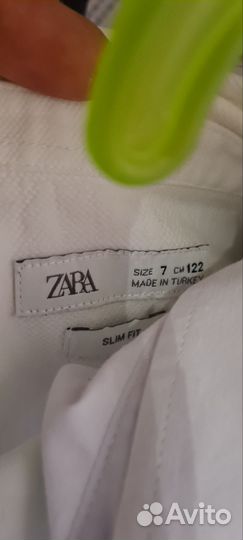 ZARA
SIZE 7 CM 122
MADE IN TURKEY
SLIM FIT
Avito